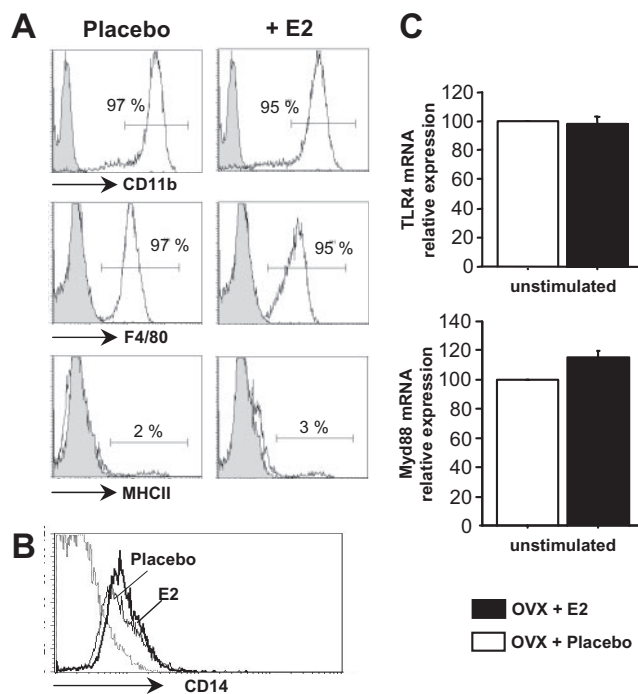 A
Placebo
+ E2
97 %
95 %
CD11b
97 %
95 %
F4/80
2 %
3 %
MHCII
B
Placebo
E2
CD14
C
TLR4 mRNA
relative expression
120
100
80
60
40
20
0
unstimulated
Myd88 mRNA
relative expression
140
120
100
80
60
40
20
0
unstimulated
OVX + E2
OVX + Placebo